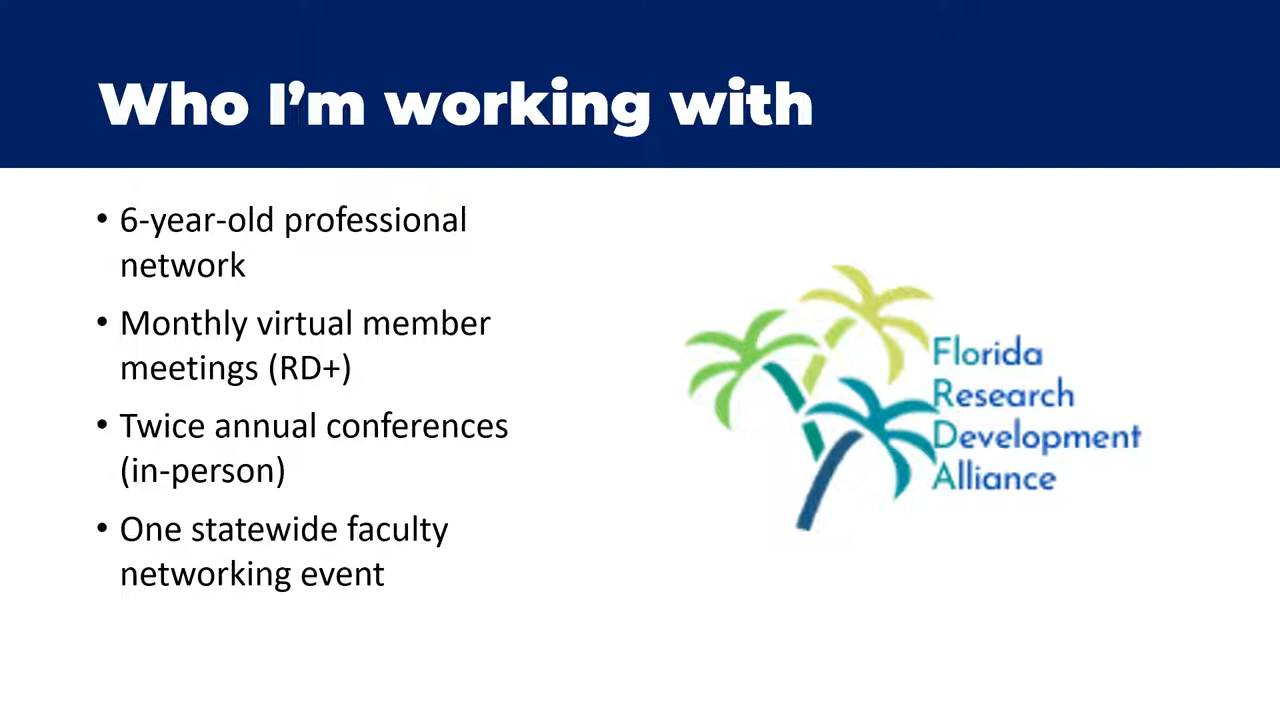 Who I’m working with
• 6-year-old professional
network
• Monthly virtual member
meetings (RD+)
• Twice annual conferences
(in-person)
• One statewide faculty
networking event
Florida
Research
Development
Alliance